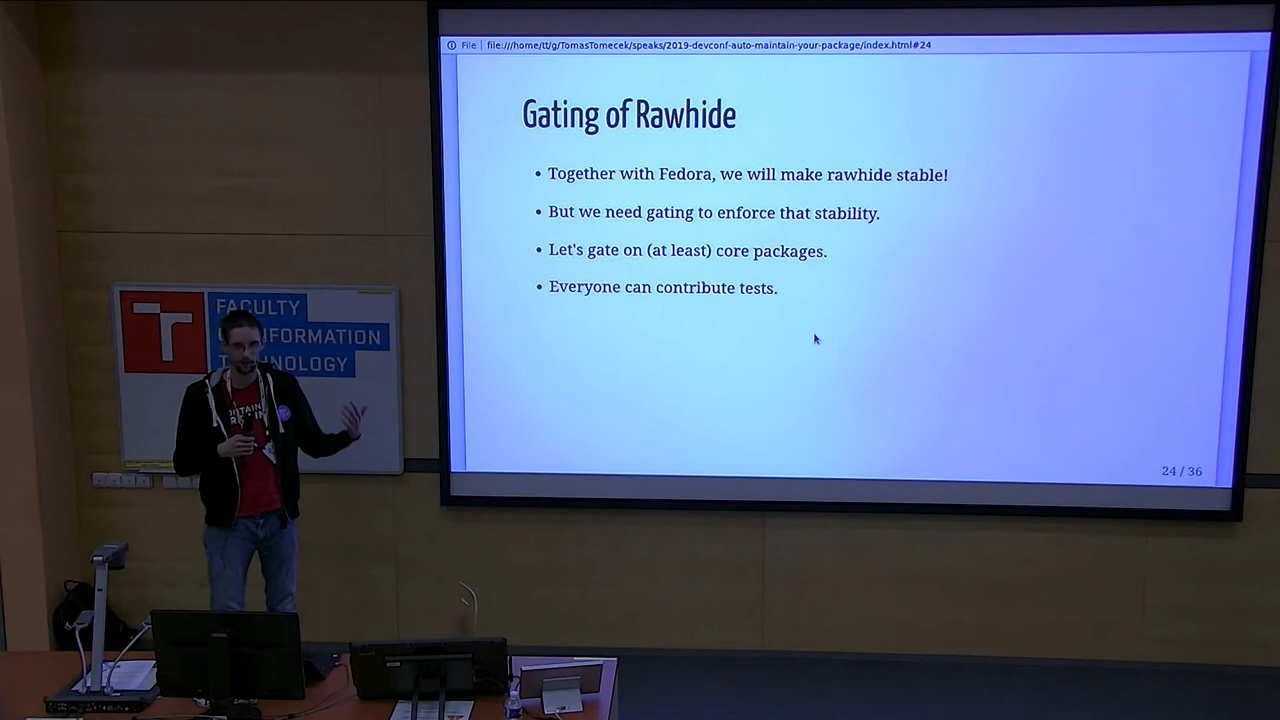 File file:///home/tt/g/TomasTomecek/speaks/2019-devconf-auto-maintain-your-package/index.html#24
Gating of Rawhide
• Together with Fedora, we will make rawhide stable!
• But we need gating to enforce that stability.
• Let's gate on (at least) core packages.
• Everyone can contribute tests.
24 / 36
FACULTY
INFORMATION
T NOLOGY